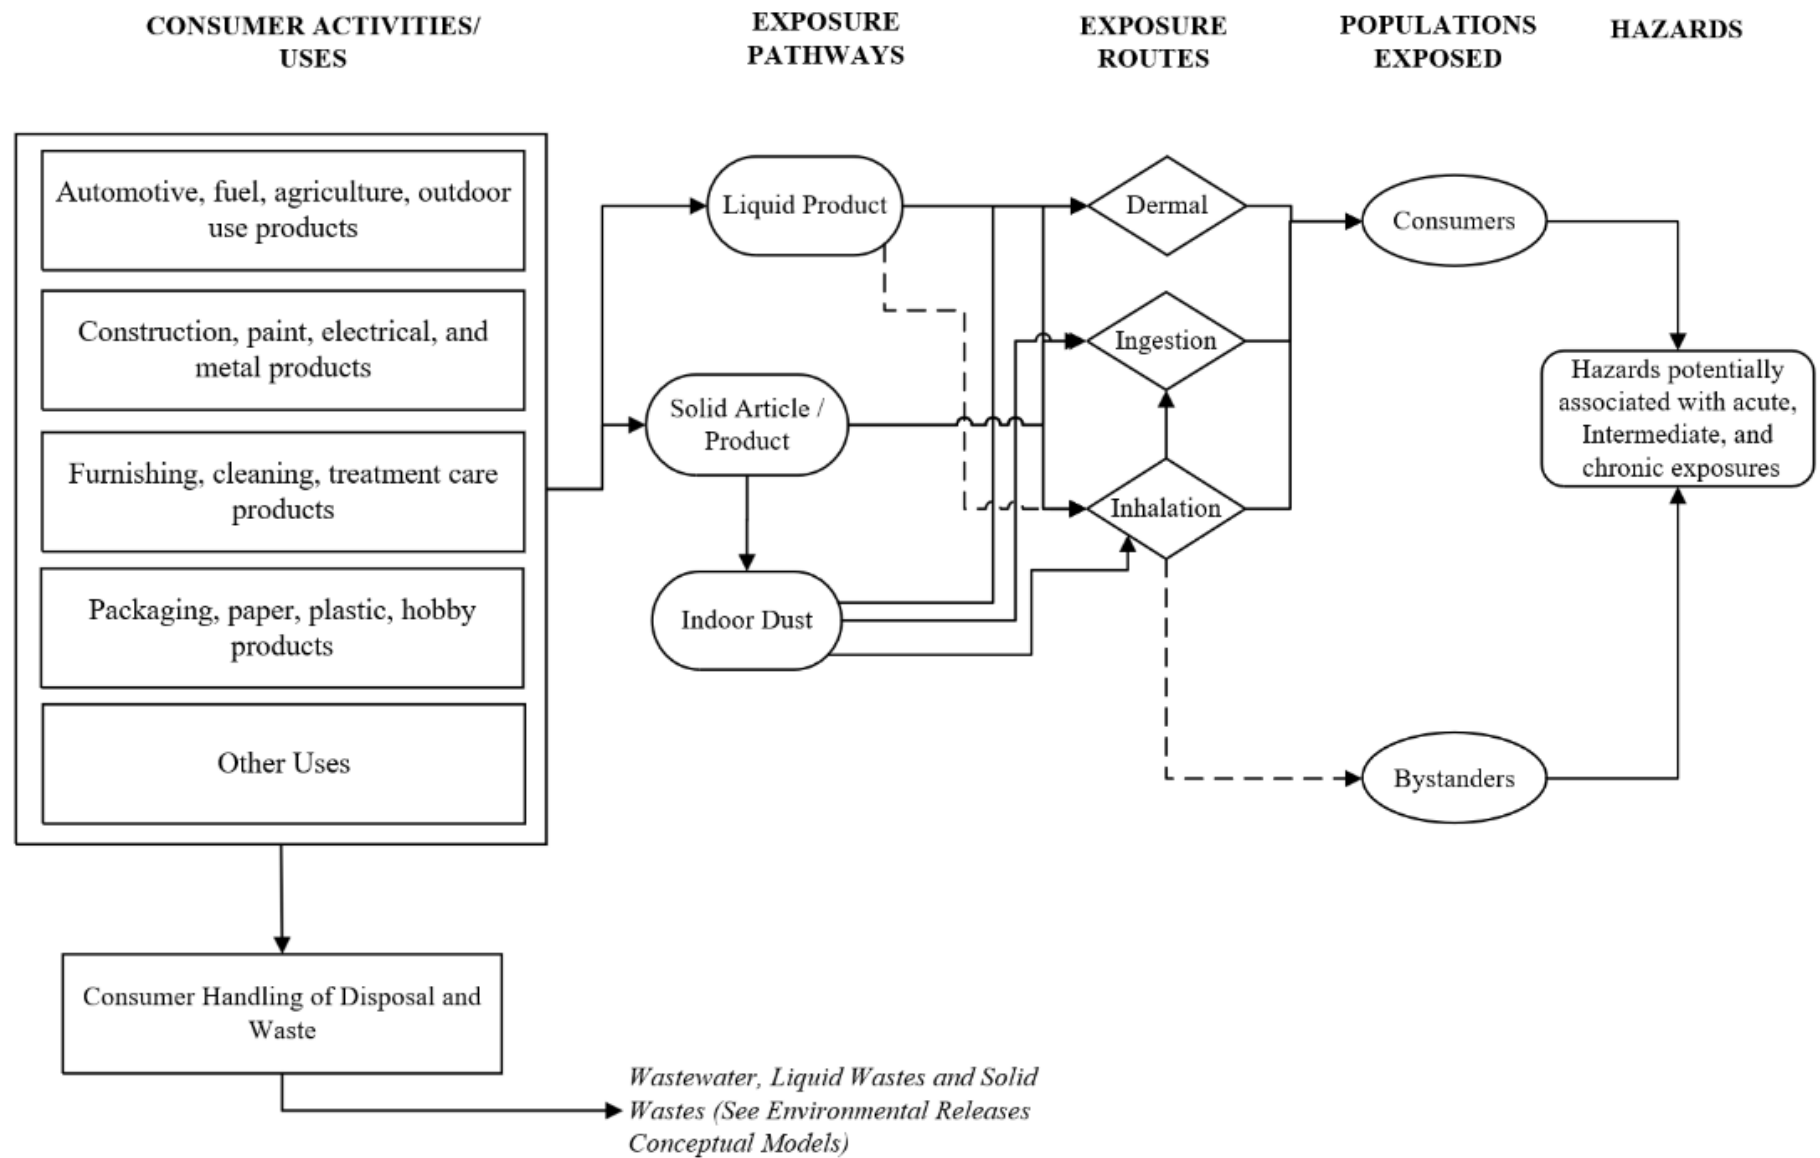 CONSUMER ACTIVITIES/
USES
EXPOSURE
PATHWAYS
EXPOSURE
ROUTES
POPULATIONS
EXPOSED
HAZARDS
Automotive, fuel, agriculture, outdoor
use products
Construction, paint, electrical, and
metal products
Furnishing, cleaning, treatment care
products
Packaging, paper, plastic, hobby
products
Other Uses
Consumer Handling of Disposal and
Waste
Wastewater, Liquid Wastes and Solid
Wastes (See Environmental Releases
Conceptual Models)
Liquid Product
Solid Article /
Product
Indoor Dust
Dermal
Ingestion
Inhalation
Consumers
Bystanders
Hazards potentially
associated with acute,
Intermediate, and
chronic exposures